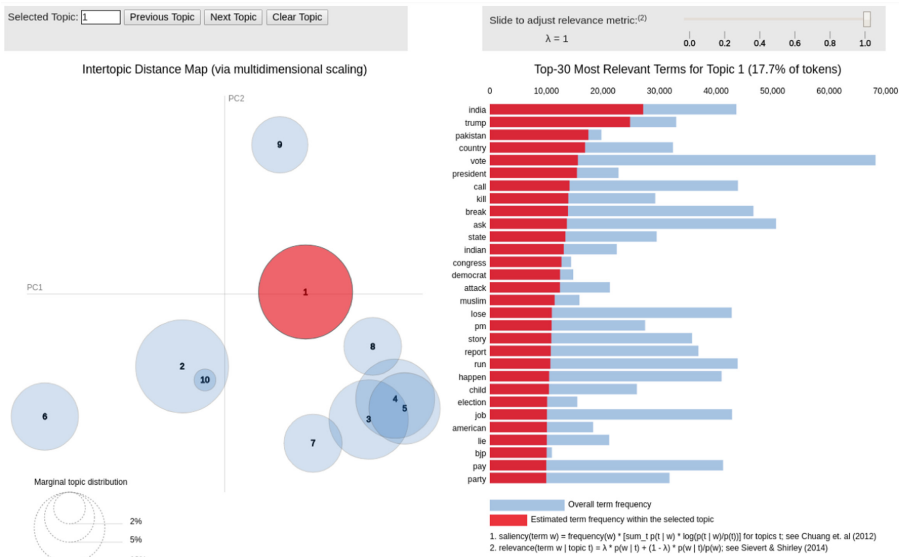 Selected Topic: 1 Previous Topic Next Topic Clear Topic
Slide to adjust relevance metric:(2)
λ = 1
0.0 0.2 0.4 0.6 0.8 1.0
Intertopic Distance Map (via multidimensional scaling)
PC2
PC1
9
1
2
10
8
4
5
3
6
7
Marginal topic distribution
2%
5%
Top-30 Most Relevant Terms for Topic 1 (17.7% of tokens)
0 10,000 20,000 30,000 40,000 50,000 60,000 70,000
india
trump
pakistan
country
vote
president
call
kill
break
ask
state
indian
congress
democrat
attack
muslim
lose
pm
story
report
run
happen
child
election
job
american
lie
bjp
pay
party
Overall term frequency
Estimated term frequency within the selected topic
1. saliency(term w) = frequency(w) * [sum_t p(t | w) * log(p(t | w)/p(t))] for topics t; see Chuang et. al (2012)
2. relevance(term w | topic t) = λ * p(w | t) + (1 - λ) * p(w | t)/p(w); see Sievert & Shirley (2014)